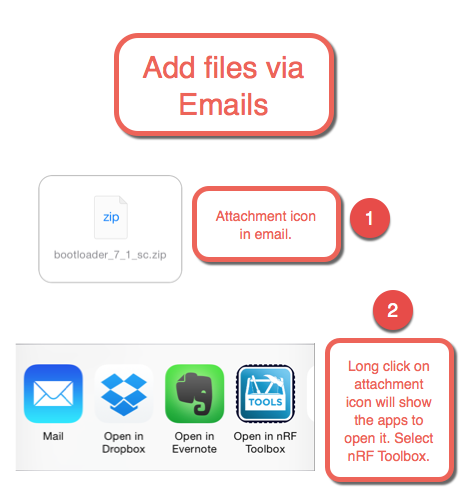 Add files via
Emails
zip
bootloader_7_1_sc.zip
Attachment icon
in email.
1
2
TOOLS
Mail
Open in
Dropbox
Open in
Evernote
Open in nRF
Toolbox
Long click on
attachment
icon will show
the apps to
open it. Select
nRF Toolbox.